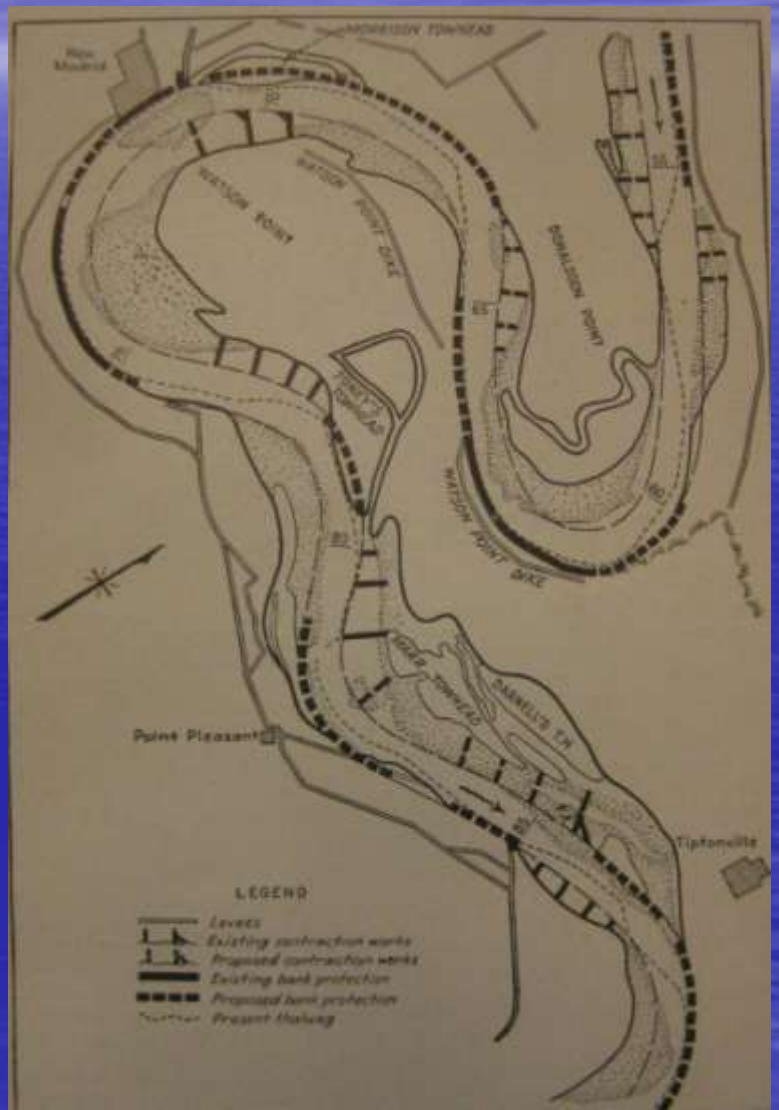 New
Madrid
MORRISON TOWNHEAD
WATSON POINT
WATSON POINT DIKE
DONALDSON POINT
WATSON POINT DIKE
TOWHEAD
DARNELL'S T.H.
Point Pleasant
Tiptonville
LEGEND
Levees
Existing contraction works
Proposed contraction works
Existing bank protection
Proposed bank protection
Present thalweg